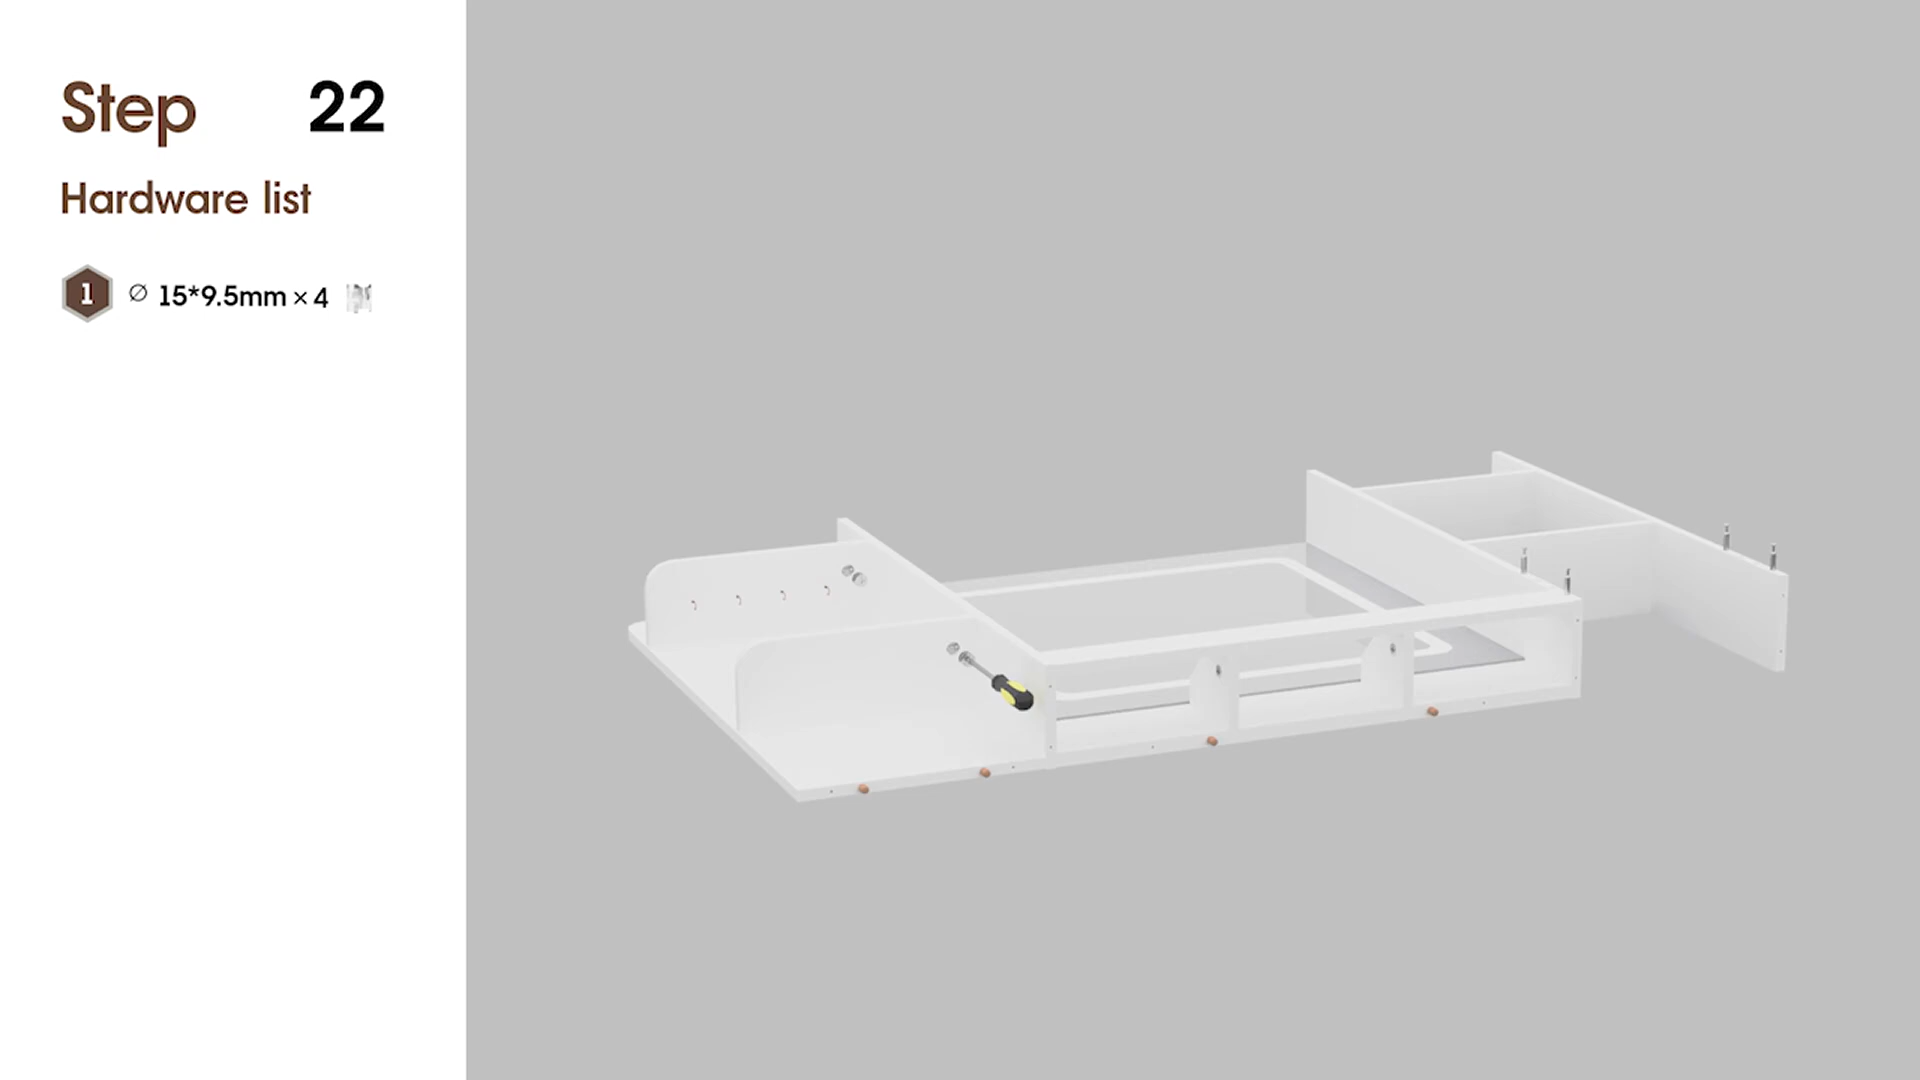 Step 22
Hardware list
1 ∅ 15*9.5mm × 4